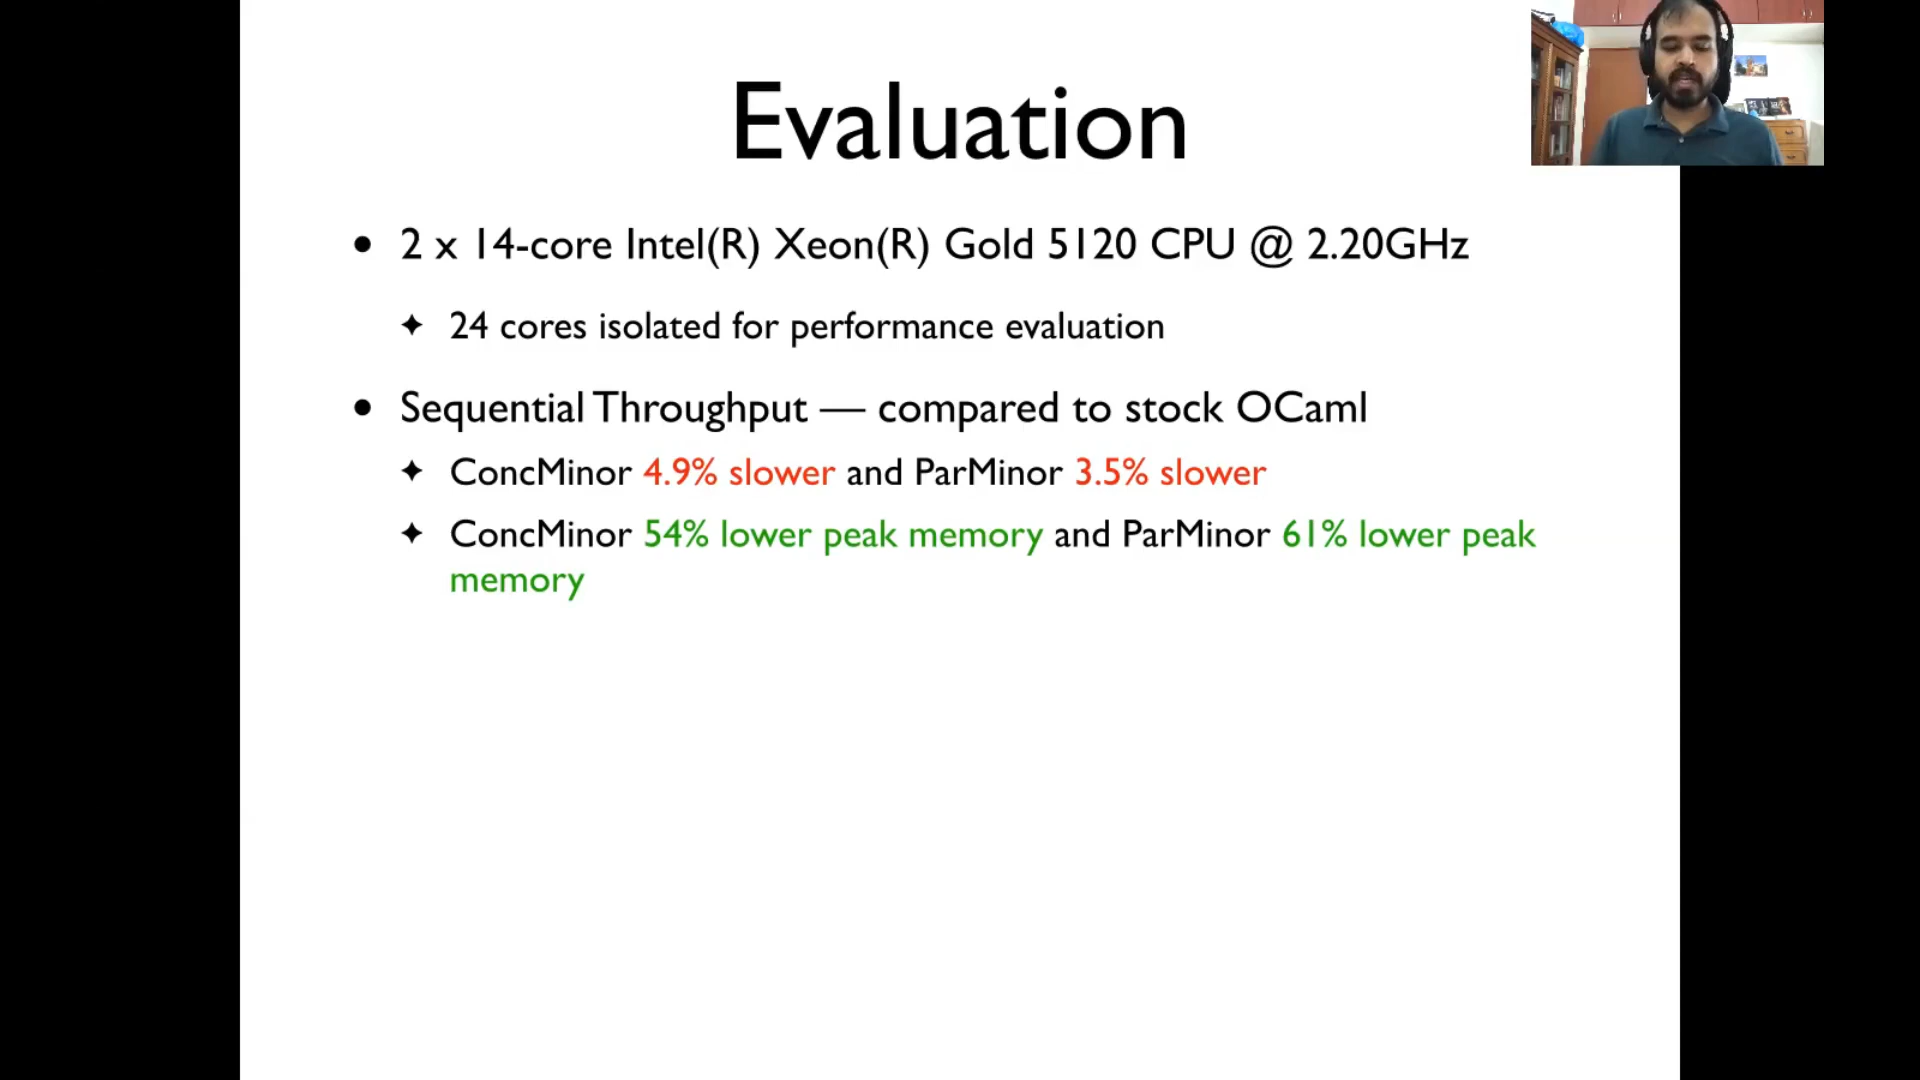 Evaluation
• 2 x 14-core Intel(R) Xeon(R) Gold 5120 CPU @ 2.20GHz
✦ 24 cores isolated for performance evaluation
• Sequential Throughput — compared to stock OCaml
✦ ConcMinor 4.9% slower and ParMinor 3.5% slower
✦ ConcMinor 54% lower peak memory and ParMinor 61% lower peak
memory